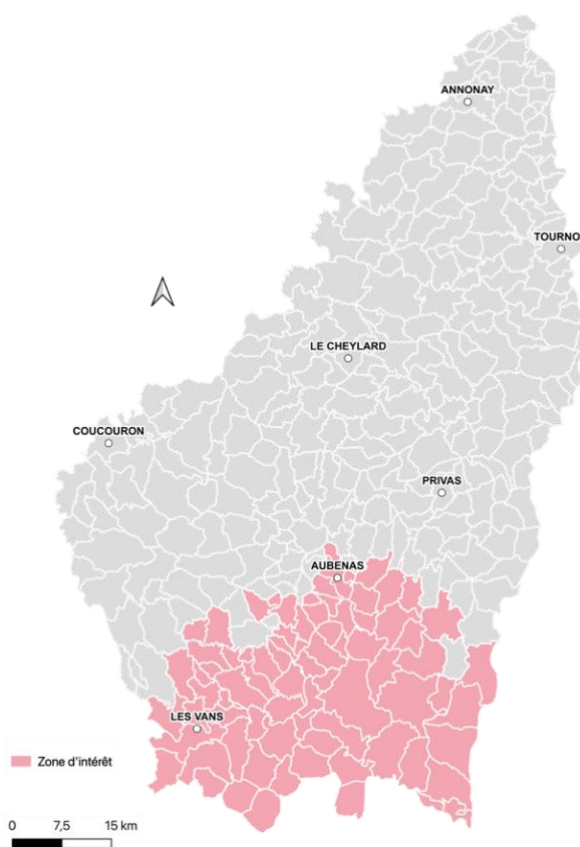 ANNONAY
TOURNO
LE CHEYLARD
COUCOURON
PRIVAS
AUBENAS
LES VANS
Zone d'intérêt
0 7,5 15 km